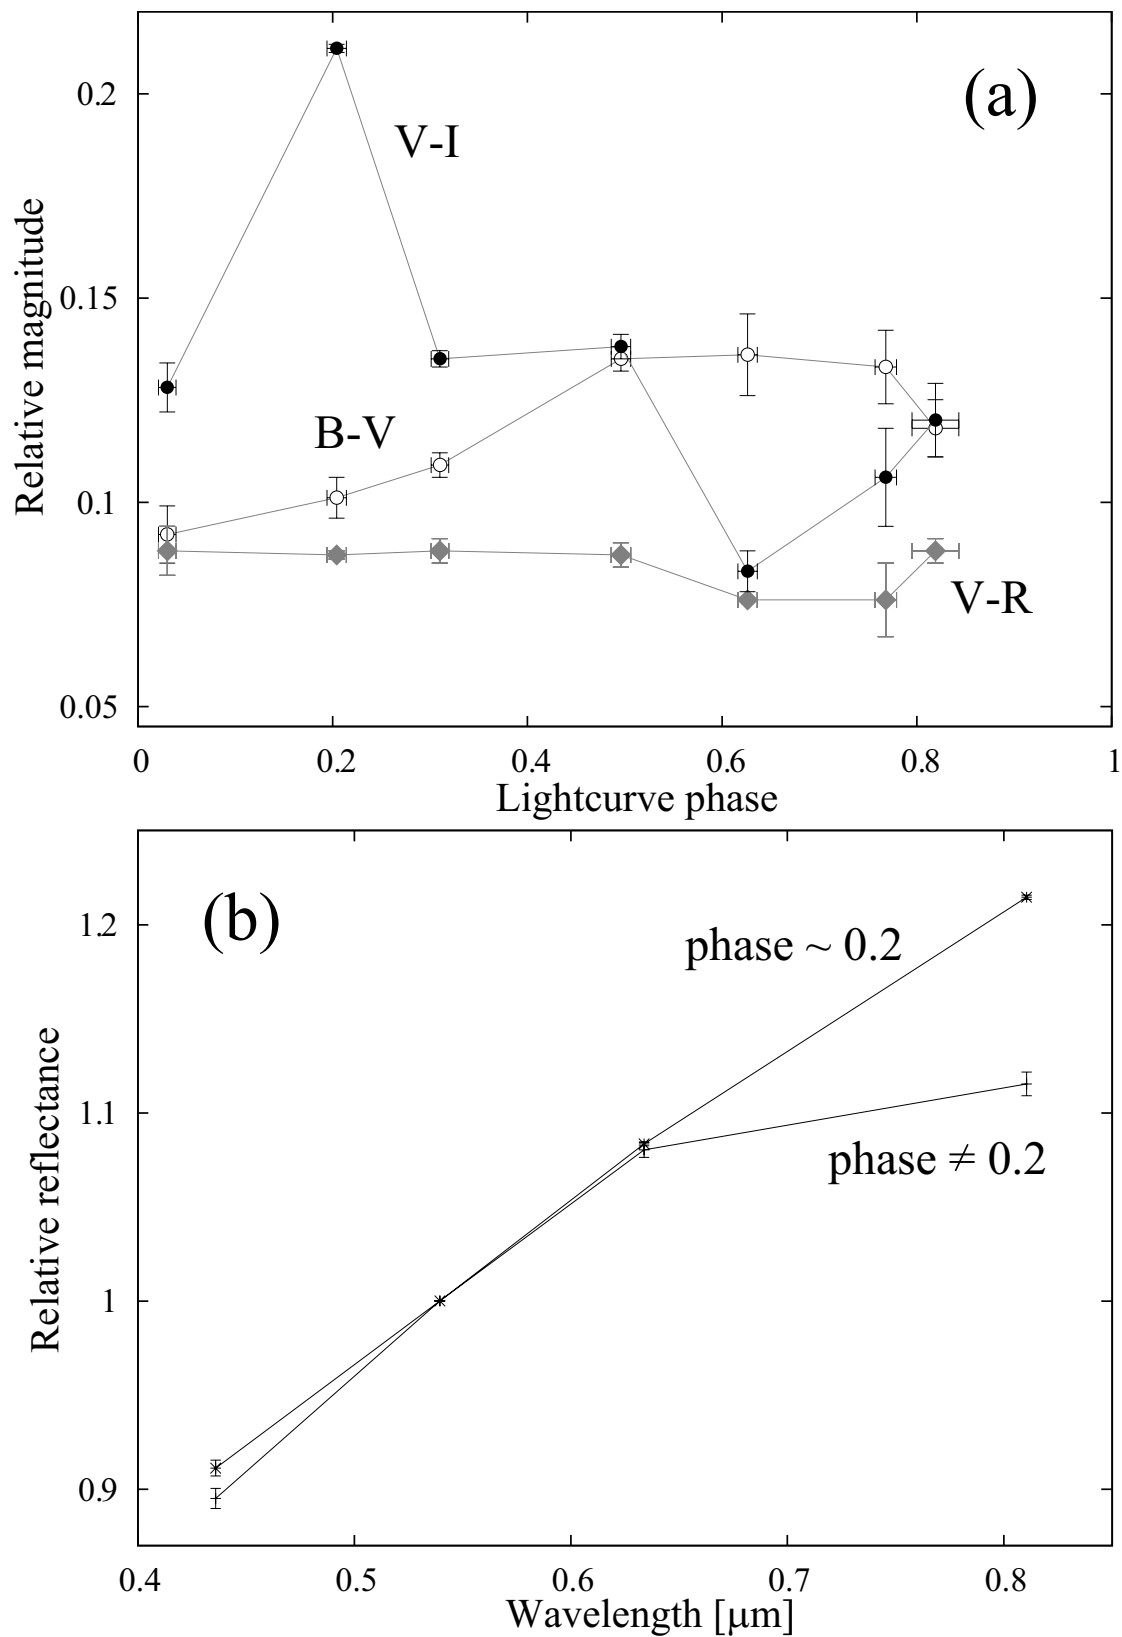 (a)
0.2
V-I
Relative magnitude
0.15
B-V
0.1
V-R
0.05
0 0.2 0.4 0.6 0.8 1
Lightcurve phase
(b)
1.2
phase ~ 0.2
Relative reflectance
1.1
phase ≠ 0.2
1
0.9
0.4 0.5 0.6 0.7 0.8
Wavelength [μm]